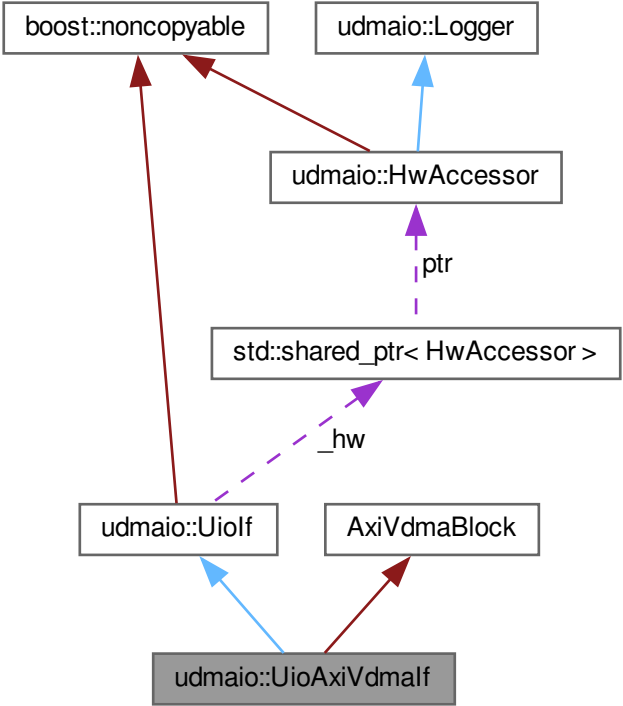 boost::noncopyable
udmaio::Logger
udmaio::HwAccessor
ptr
std::shared_ptr< HwAccessor >
_hw
udmaio::UioIf
AxiVdmaBlock
udmaio::UioAxiVdmaIf